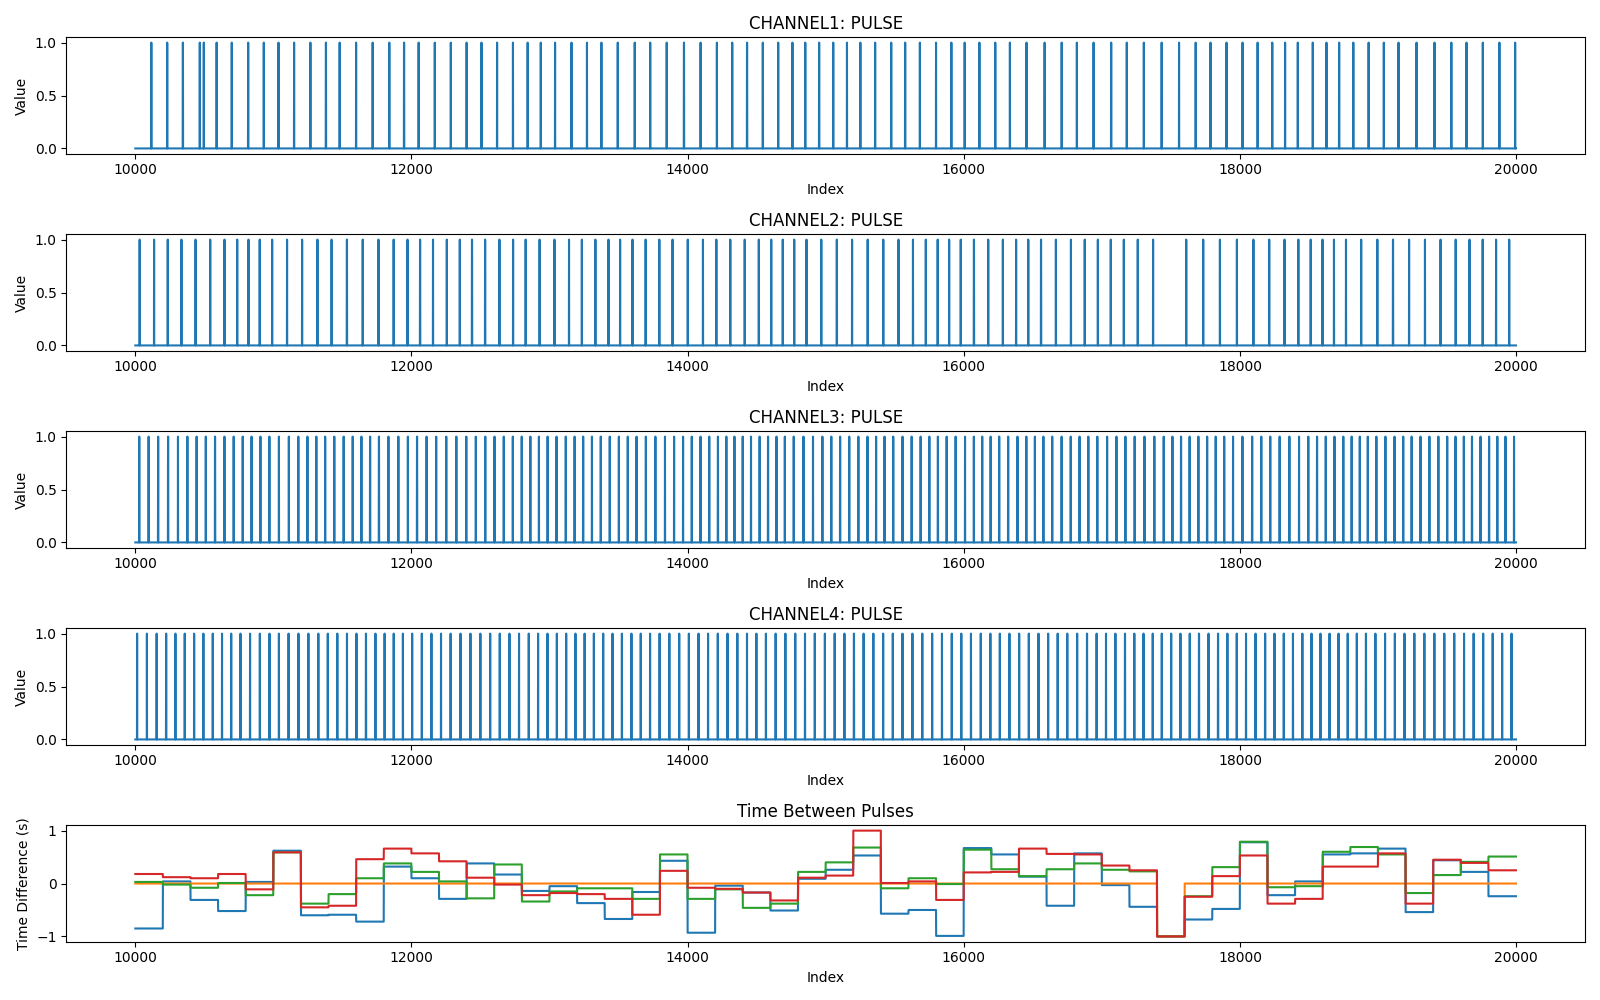 CHANNEL1: PULSE
1.0
0.5
0.0
Value
10000 12000 14000 16000 18000 20000
Index
CHANNEL2: PULSE
1.0
0.5
0.0
Value
10000 12000 14000 16000 18000 20000
Index
CHANNEL3: PULSE
1.0
0.5
0.0
Value
10000 12000 14000 16000 18000 20000
Index
CHANNEL4: PULSE
1.0
0.5
0.0
Value
10000 12000 14000 16000 18000 20000
Index
Time Between Pulses
1
0
−1
Time Difference (s)
10000 12000 14000 16000 18000 20000
Index